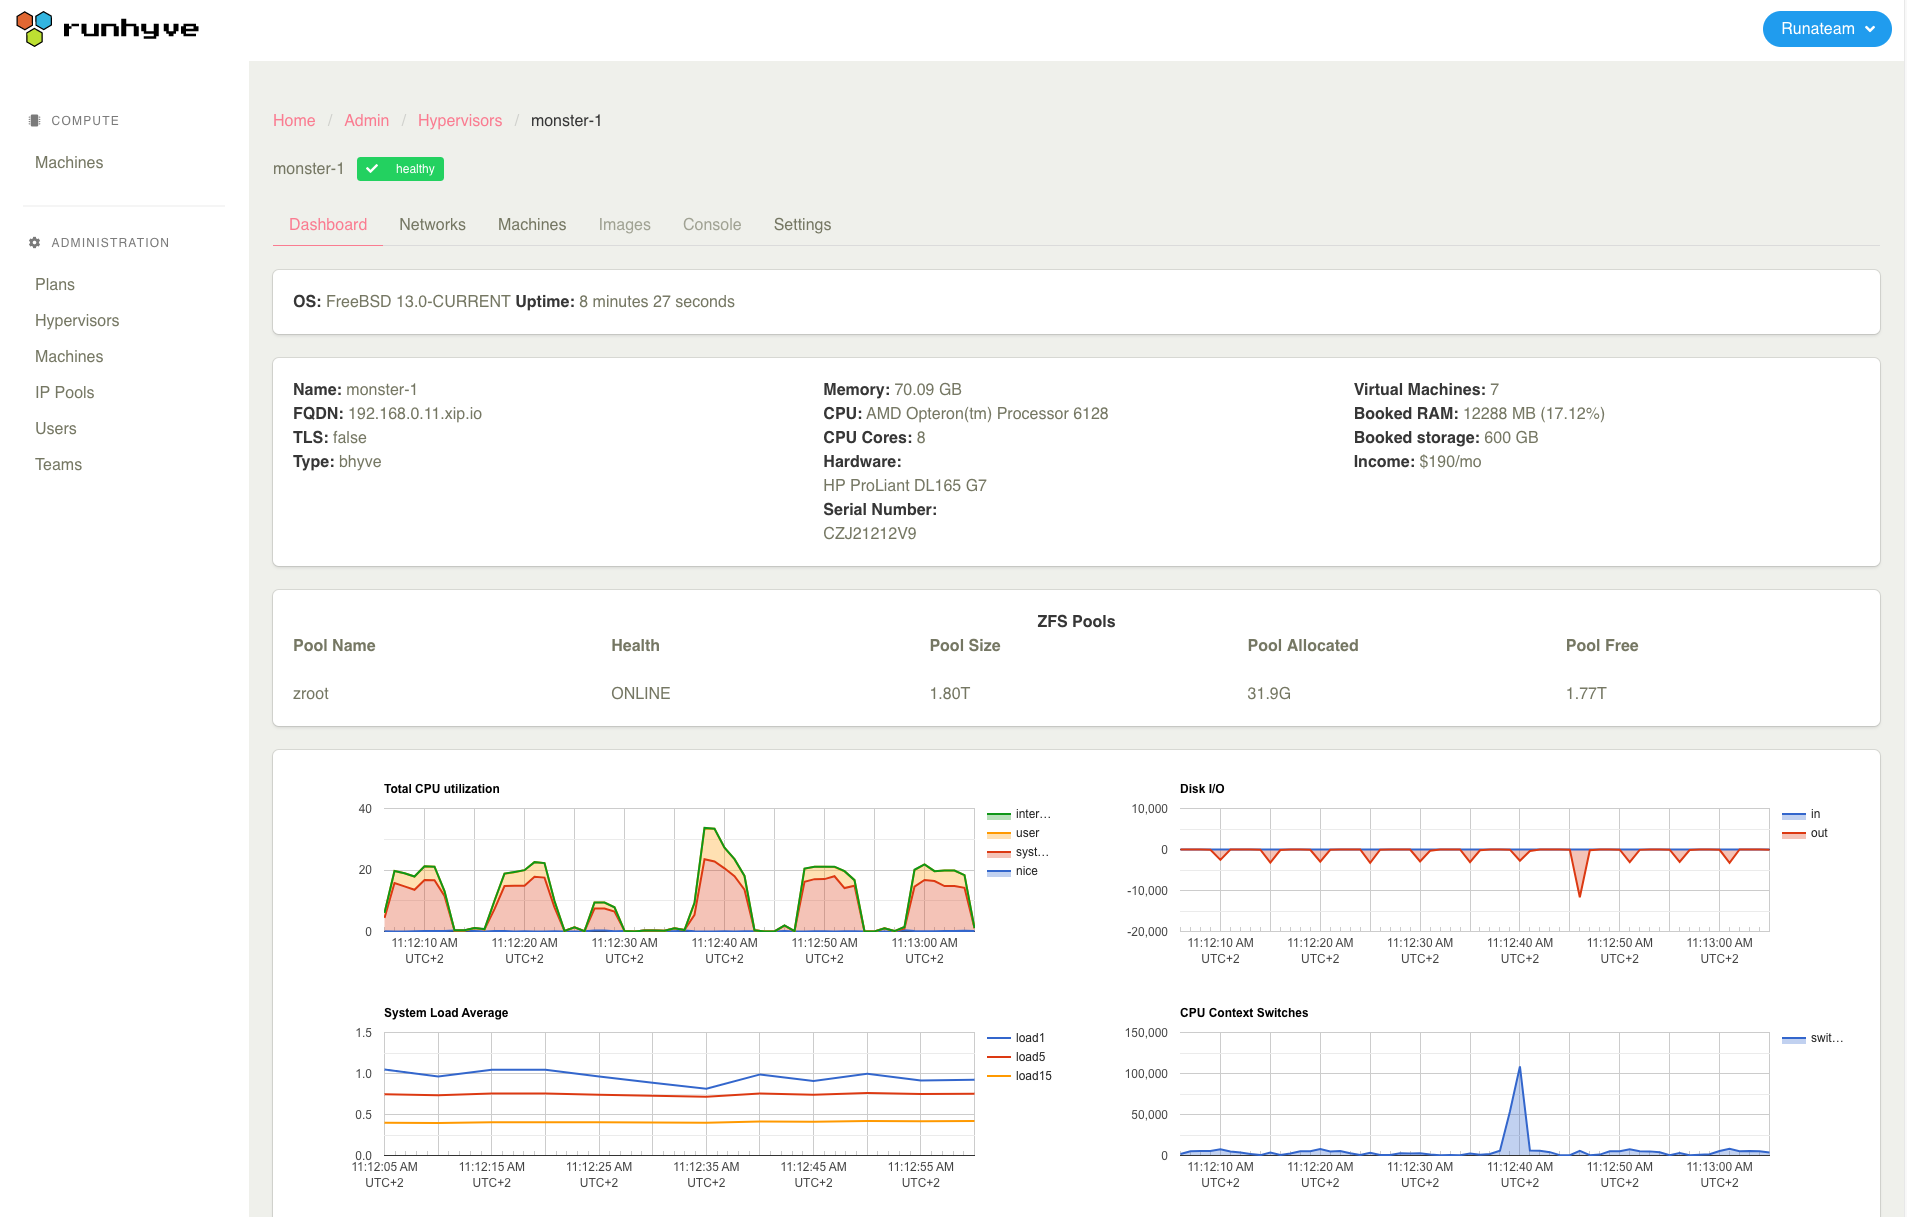 runhyve
Runateam
COMPUTE
Machines
ADMINISTRATION
Plans
Hypervisors
Machines
IP Pools
Users
Teams
Home / Admin / Hypervisors / monster-1
monster-1 healthy
Dashboard Networks Machines Images Console Settings
OS: FreeBSD 13.0-CURRENT Uptime: 8 minutes 27 seconds
Name: monster-1
FQDN: 192.168.0.11.xip.io
TLS: false
Type: bhyve
Memory: 70.09 GB
CPU: AMD Opteron(tm) Processor 6128
CPU Cores: 8
Hardware:
HP ProLiant DL165 G7
Serial Number:
CZJ21212V9
Virtual Machines: 7
Booked RAM: 12288 MB (17.12%)
Booked storage: 600 GB
Income: $190/mo
ZFS Pools
Pool Name Health Pool Size Pool Allocated Pool Free
zroot ONLINE 1.80T 31.9G 1.77T
Total CPU utilization
40
20
0
11:12:10 AM 11:12:20 AM 11:12:30 AM 11:12:40 AM 11:12:50 AM 11:13:00 AM
UTC+2 UTC+2 UTC+2 UTC+2 UTC+2 UTC+2
inter…
user
syst…
nice
Disk I/O
10,000
0
-10,000
-20,000
11:12:10 AM 11:12:20 AM 11:12:30 AM 11:12:40 AM 11:12:50 AM 11:13:00 AM
UTC+2 UTC+2 UTC+2 UTC+2 UTC+2 UTC+2
in
out
System Load Average
1.5
1.0
0.5
0.0
11:12:05 AM 11:12:15 AM 11:12:25 AM 11:12:35 AM 11:12:45 AM 11:12:55 AM
UTC+2 UTC+2 UTC+2 UTC+2 UTC+2 UTC+2
load1
load5
load15
CPU Context Switches
150,000
100,000
50,000
0
11:12:10 AM 11:12:20 AM 11:12:30 AM 11:12:40 AM 11:12:50 AM 11:13:00 AM
UTC+2 UTC+2 UTC+2 UTC+2 UTC+2 UTC+2
swit…